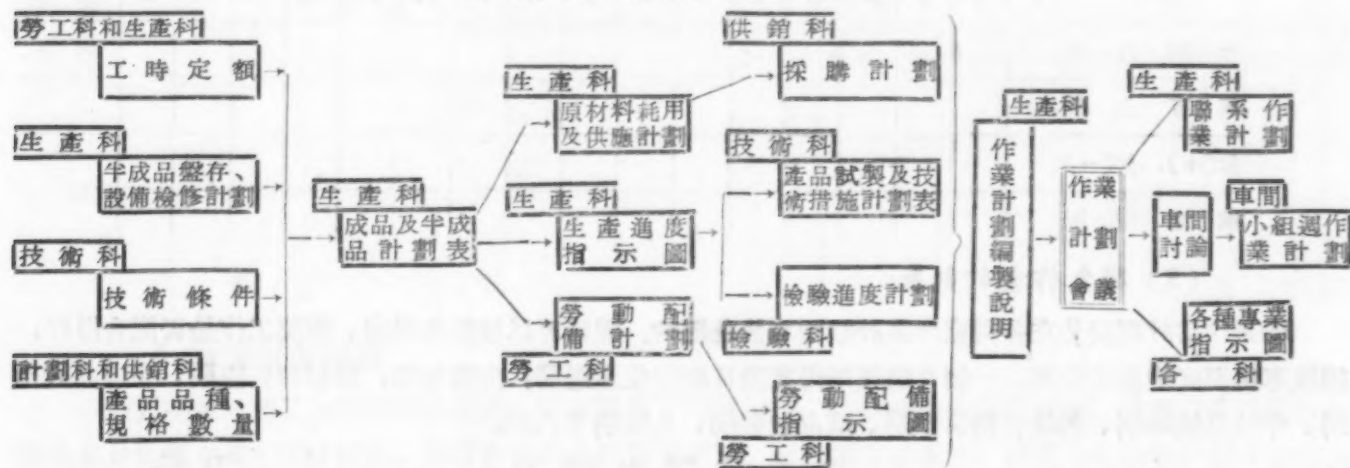 勞工科和生產科
工時定額
生產科
半成品盤存、
設備檢修計劃
技術科
技術條件
計劃科和供銷科
產品品種、
規格數量
生產科
成品及半成
品計劃表
生產科
原材料耗用
及供應計劃
生產科
生產進度
指示圖
勞動配
備計劃
勞工科
供銷科
採購計劃
技術科
產品試製及技
術措施計劃表
檢驗進度計劃
檢驗科
勞動配備
指示圖
勞工科
生產科
作業計劃編製說明
作業
計劃
會議
生產科
聯系作
業計劃
車間
討論
車間
小組週作
業計劃
各種專業
指示圖
各科